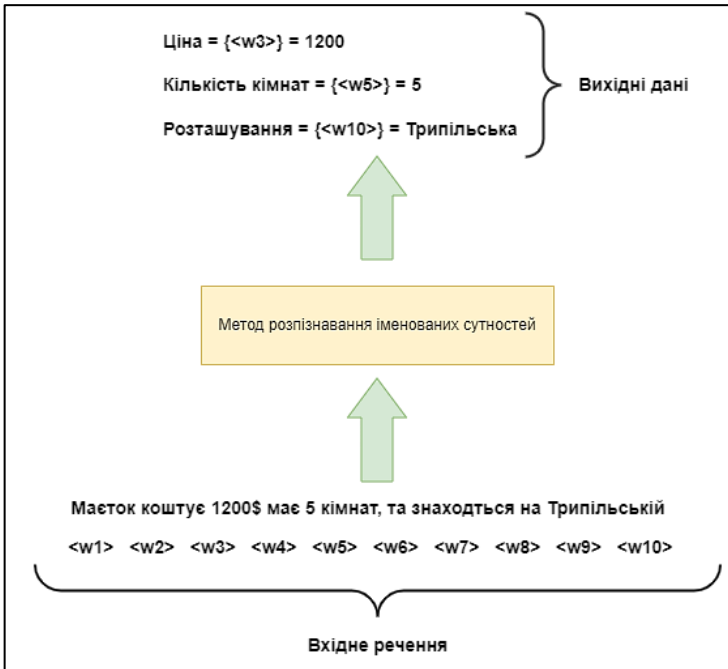 Ціна = {<w3>} = 1200
Кількість кімнат = {<w5>} = 5
Розташування = {<w10>} = Трипільська
Вихідні дані
Метод розпізнавання іменованих сутностей
Маєток коштує 1200$ має 5 кімнат, та знаходться на Трипільській
<w1> <w2> <w3> <w4> <w5> <w6> <w7> <w8> <w9> <w10>
Вхідне речення